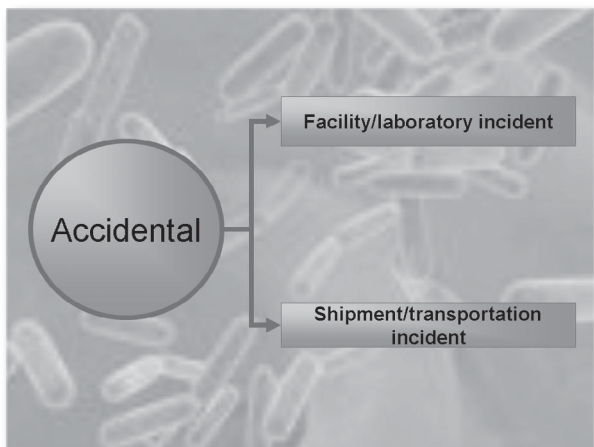 Accidental
Facility/laboratory incident
Shipment/transportation
incident